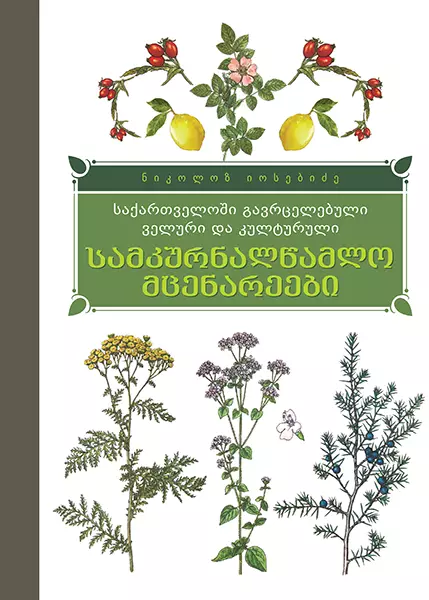 ნიკოლოზ იოსებიძე
საქართველოში გავრცელებული
ველური და კულტურული
სამკურნალწამლო
მცენარეები